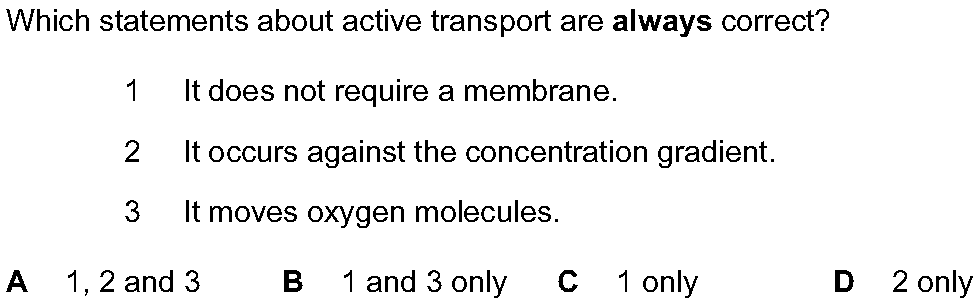 Which statements about active transport are always correct?
1 It does not require a membrane.
2 It occurs against the concentration gradient.
3 It moves oxygen molecules.
A 1, 2 and 3 B 1 and 3 only C 1 only D 2 only